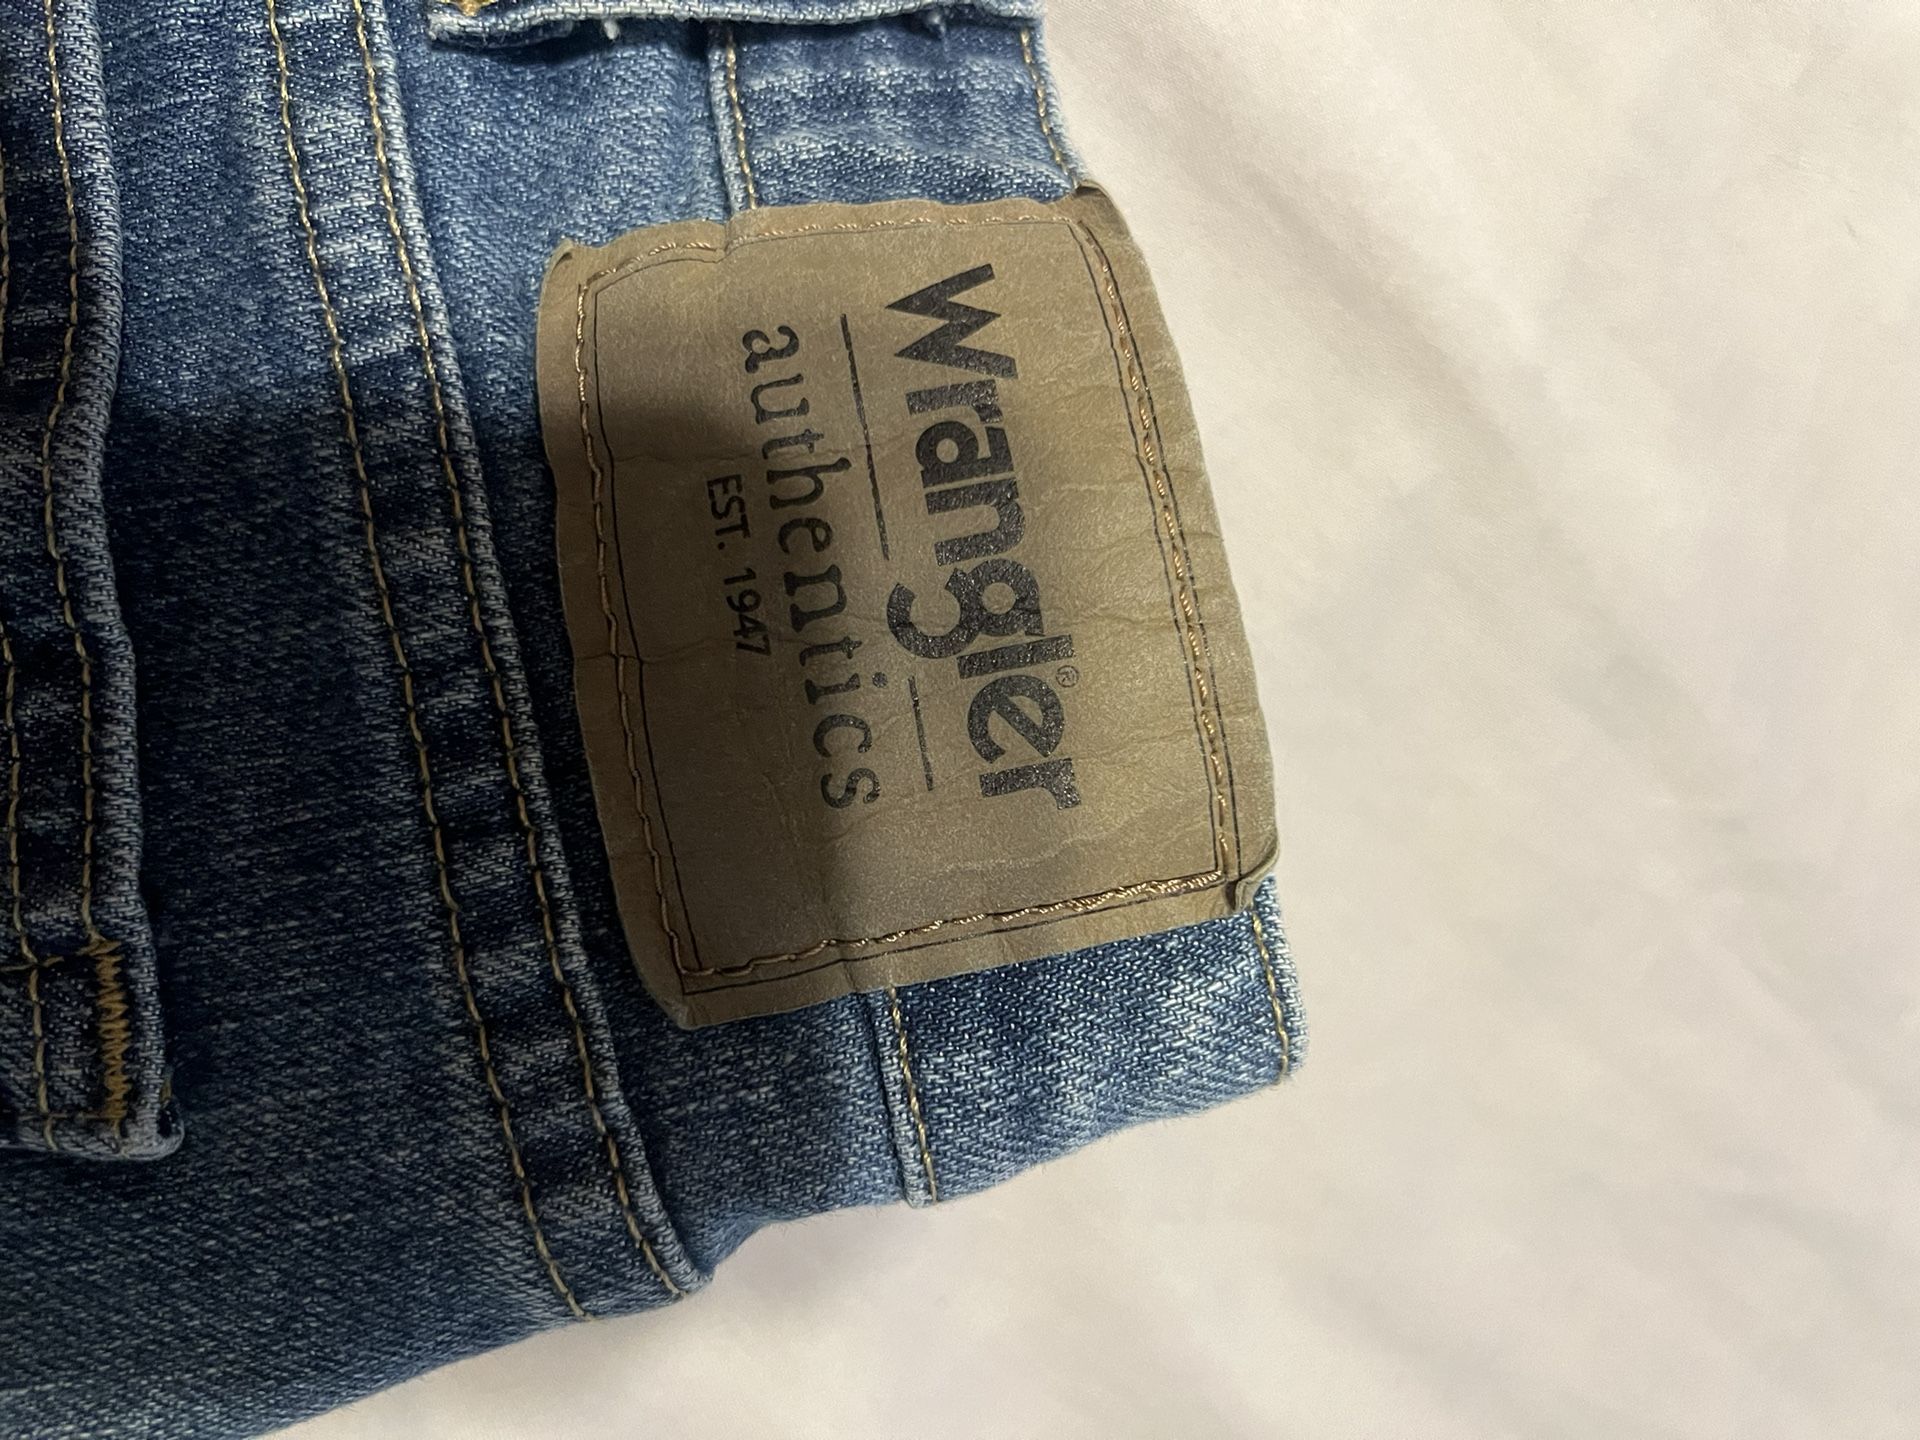 Wrangler®
authentics
EST. 1947